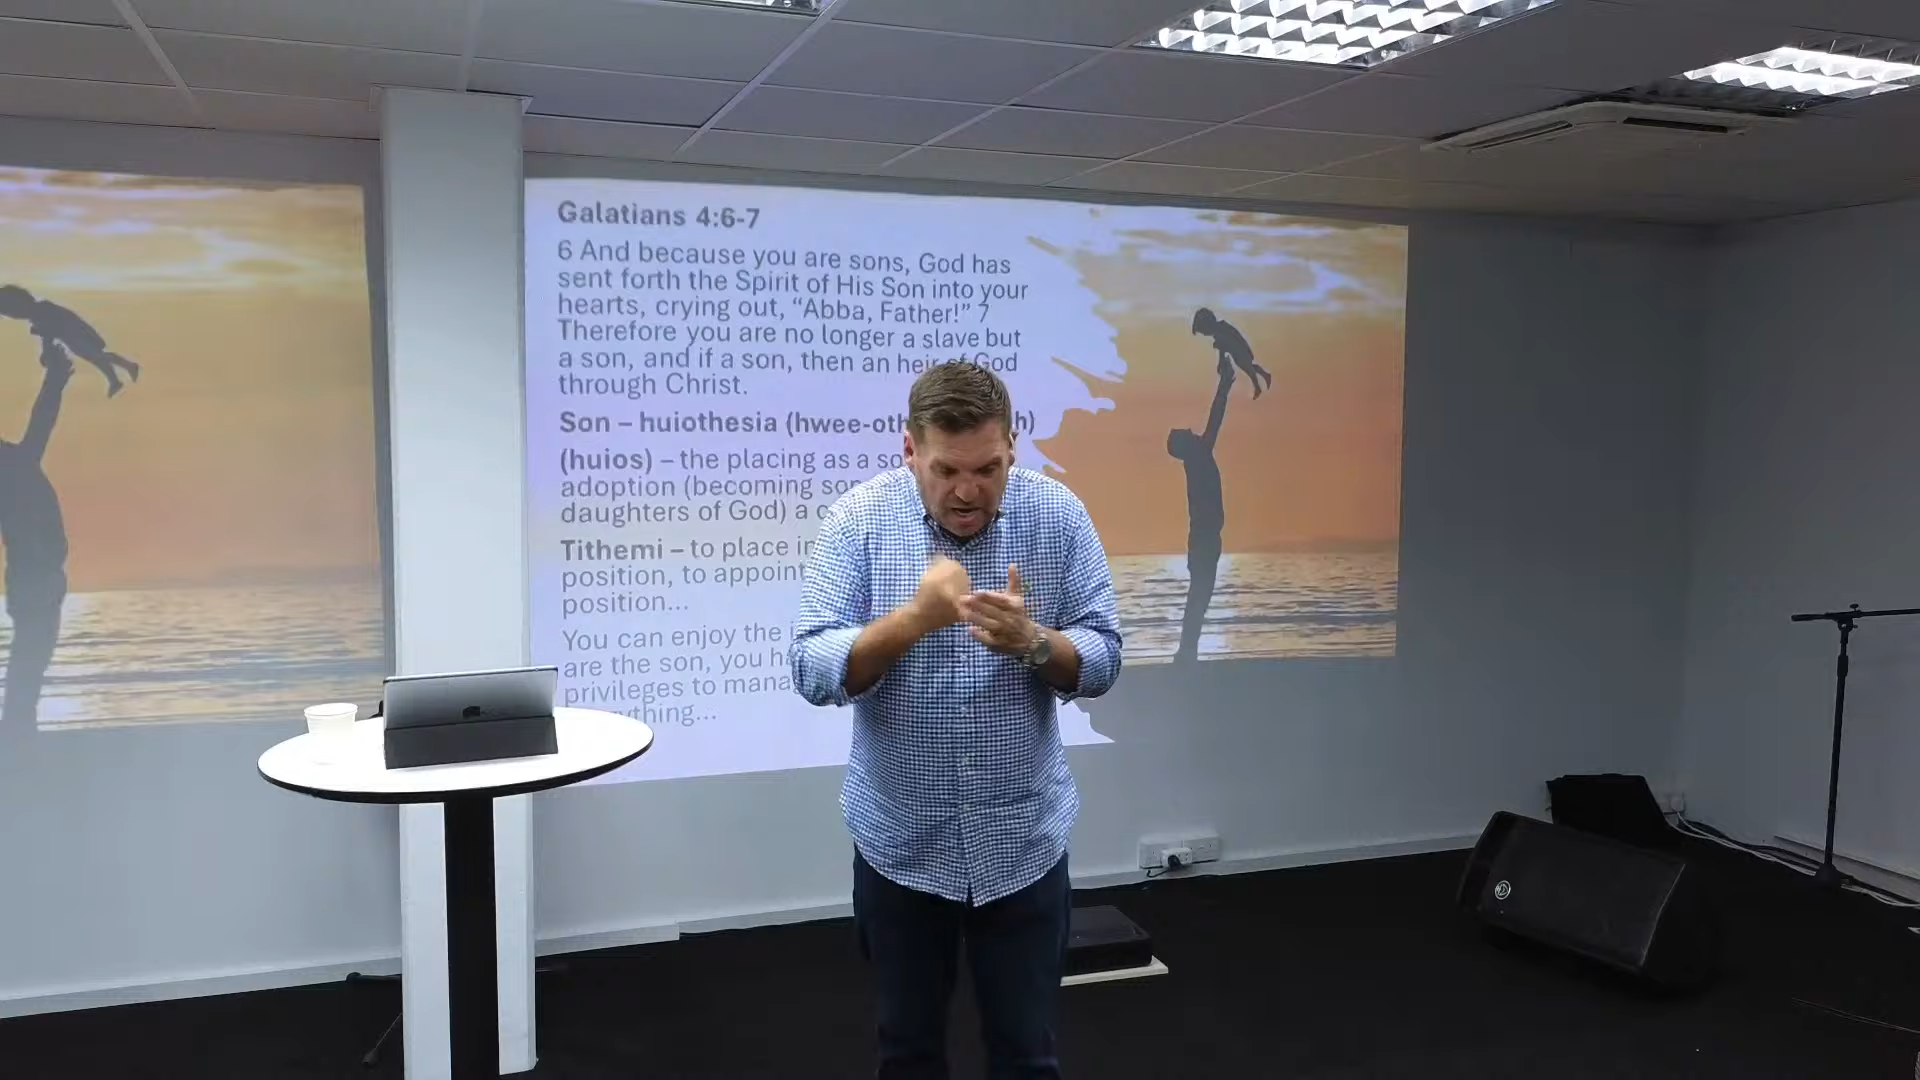 Galatians 4:6-7
6 And because you are sons, God has
sent forth the Spirit of His Son into your
hearts, crying out, “Abba, Father!” 7
Therefore you are no longer a slave but
a son, and if a son, then an heir of God
through Christ.
Son – huiothesia (hwee-oth h)
(huios) – the placing as a so
adoption (becoming son
daughters of God) a c
Tithemi – to place in
position, to appoint
position...
You can enjoy the
are the son, you ha
privileges to mana
ything...